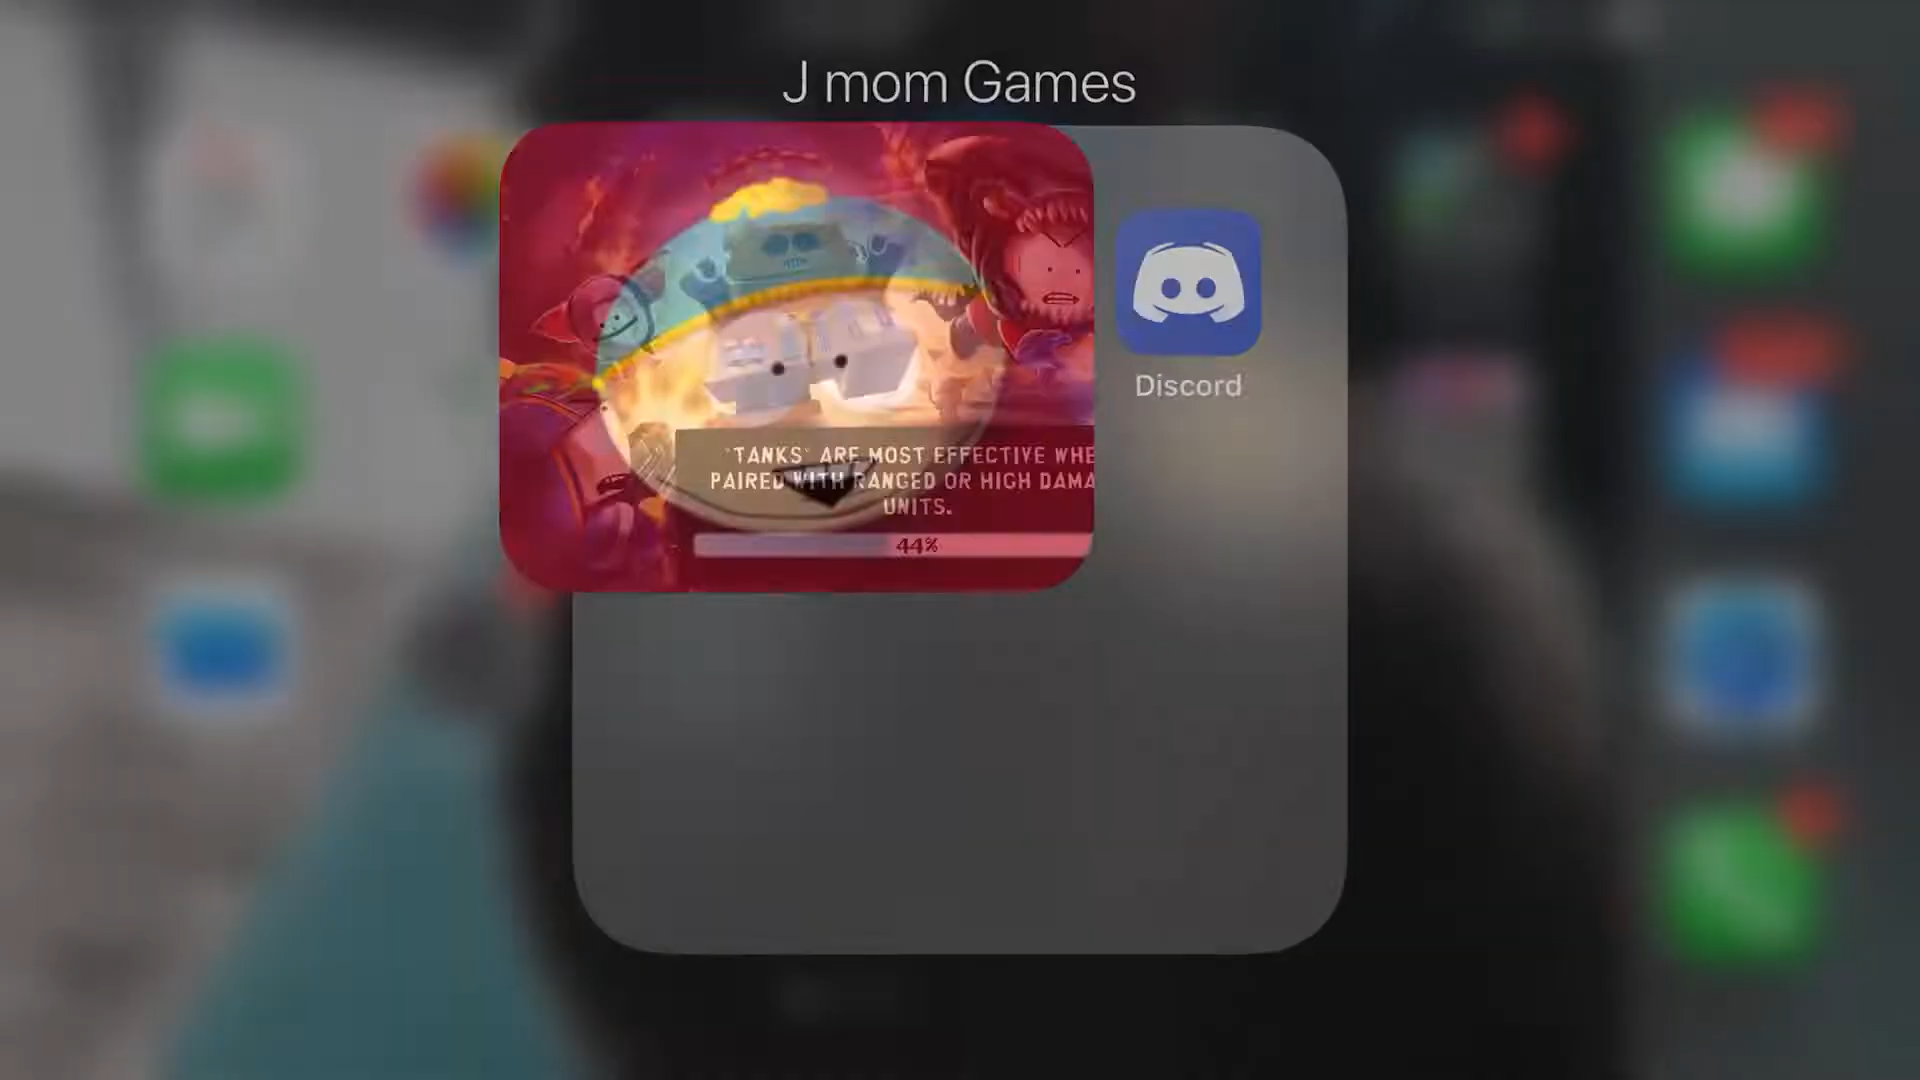 J mom Games
Discord
'TANKS' ARE MOST EFFECTIVE WHE
PAIRED WITH RANGED OR HIGH DAMA
UNITS.
44%